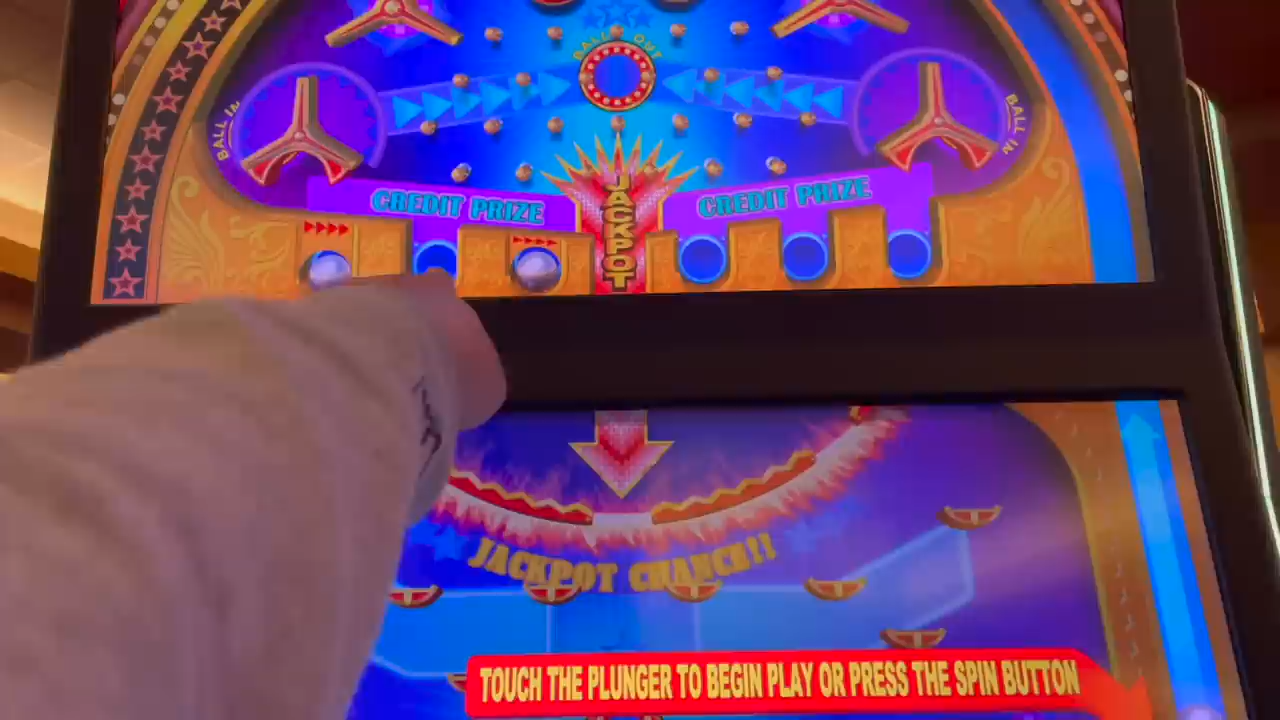 BALL OUT
BALL IN
BALL IN
CREDIT PRIZE
CREDIT PRIZE
JACKPOT
JACKPOT CHANCE!!
TOUCH THE PLUNGER TO BEGIN PLAY OR PRESS THE SPIN BUTTON